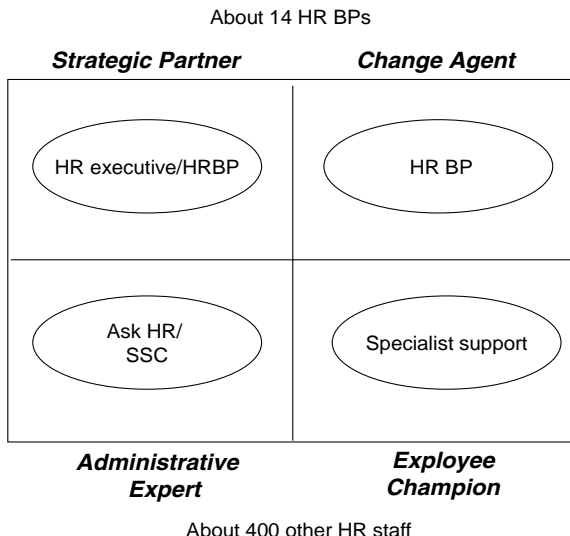 About 14 HR BPs
Strategic Partner
Change Agent
HR executive/HRBP
HR BP
Ask HR/
SSC
Specialist support
Administrative
Expert
Exployee
Champion
About 400 other HR staff